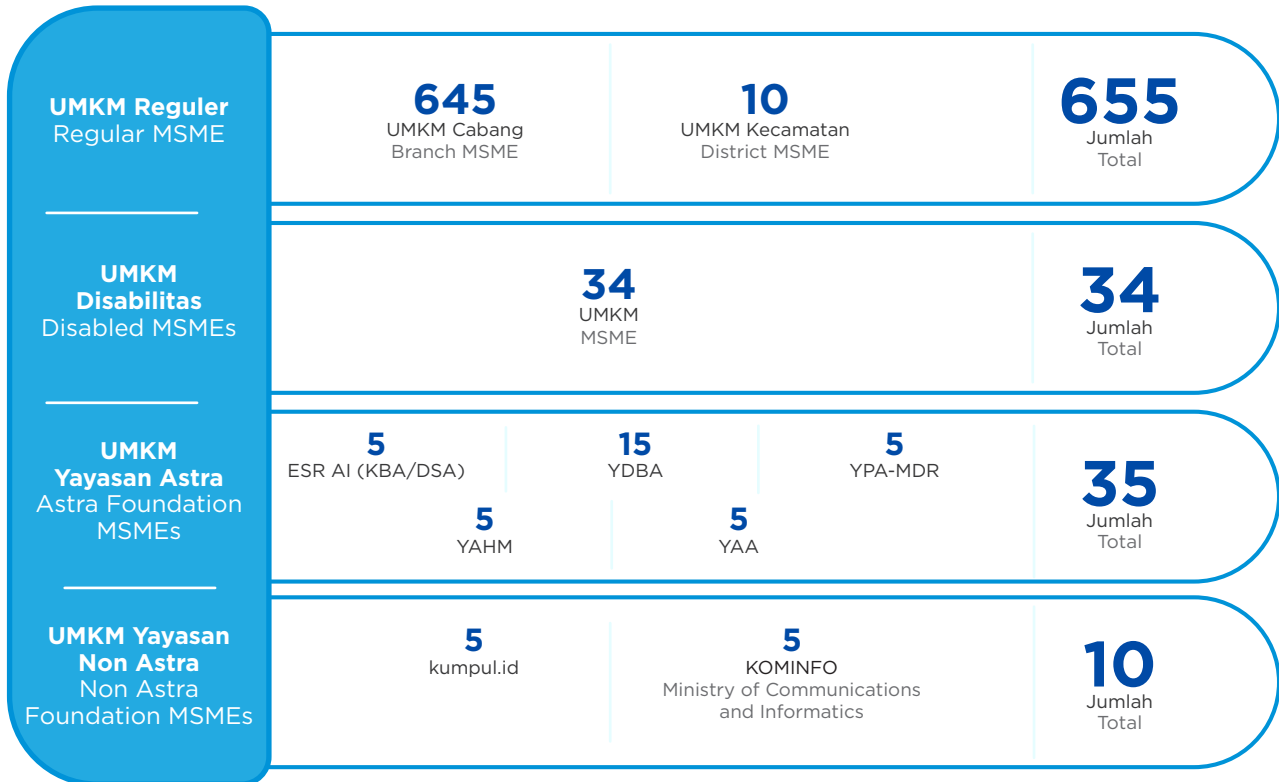 UMKM Reguler
Regular MSME
645
UMKM Cabang
Branch MSME
10
UMKM Kecamatan
District MSME
655
Jumlah
Total
UMKM
Disabilitas
Disabled MSMEs
34
UMKM
MSME
34
Jumlah
Total
UMKM
Yayasan Astra
Astra Foundation
MSMEs
5
ESR AI (KBA/DSA)
15
YDBA
5
YPA-MDR
5
YAHM
5
YAA
35
Jumlah
Total
UMKM Yayasan
Non Astra
Non Astra
Foundation MSMEs
5
kumpul.id
5
KOMINFO
Ministry of Communications
and Informatics
10
Jumlah
Total